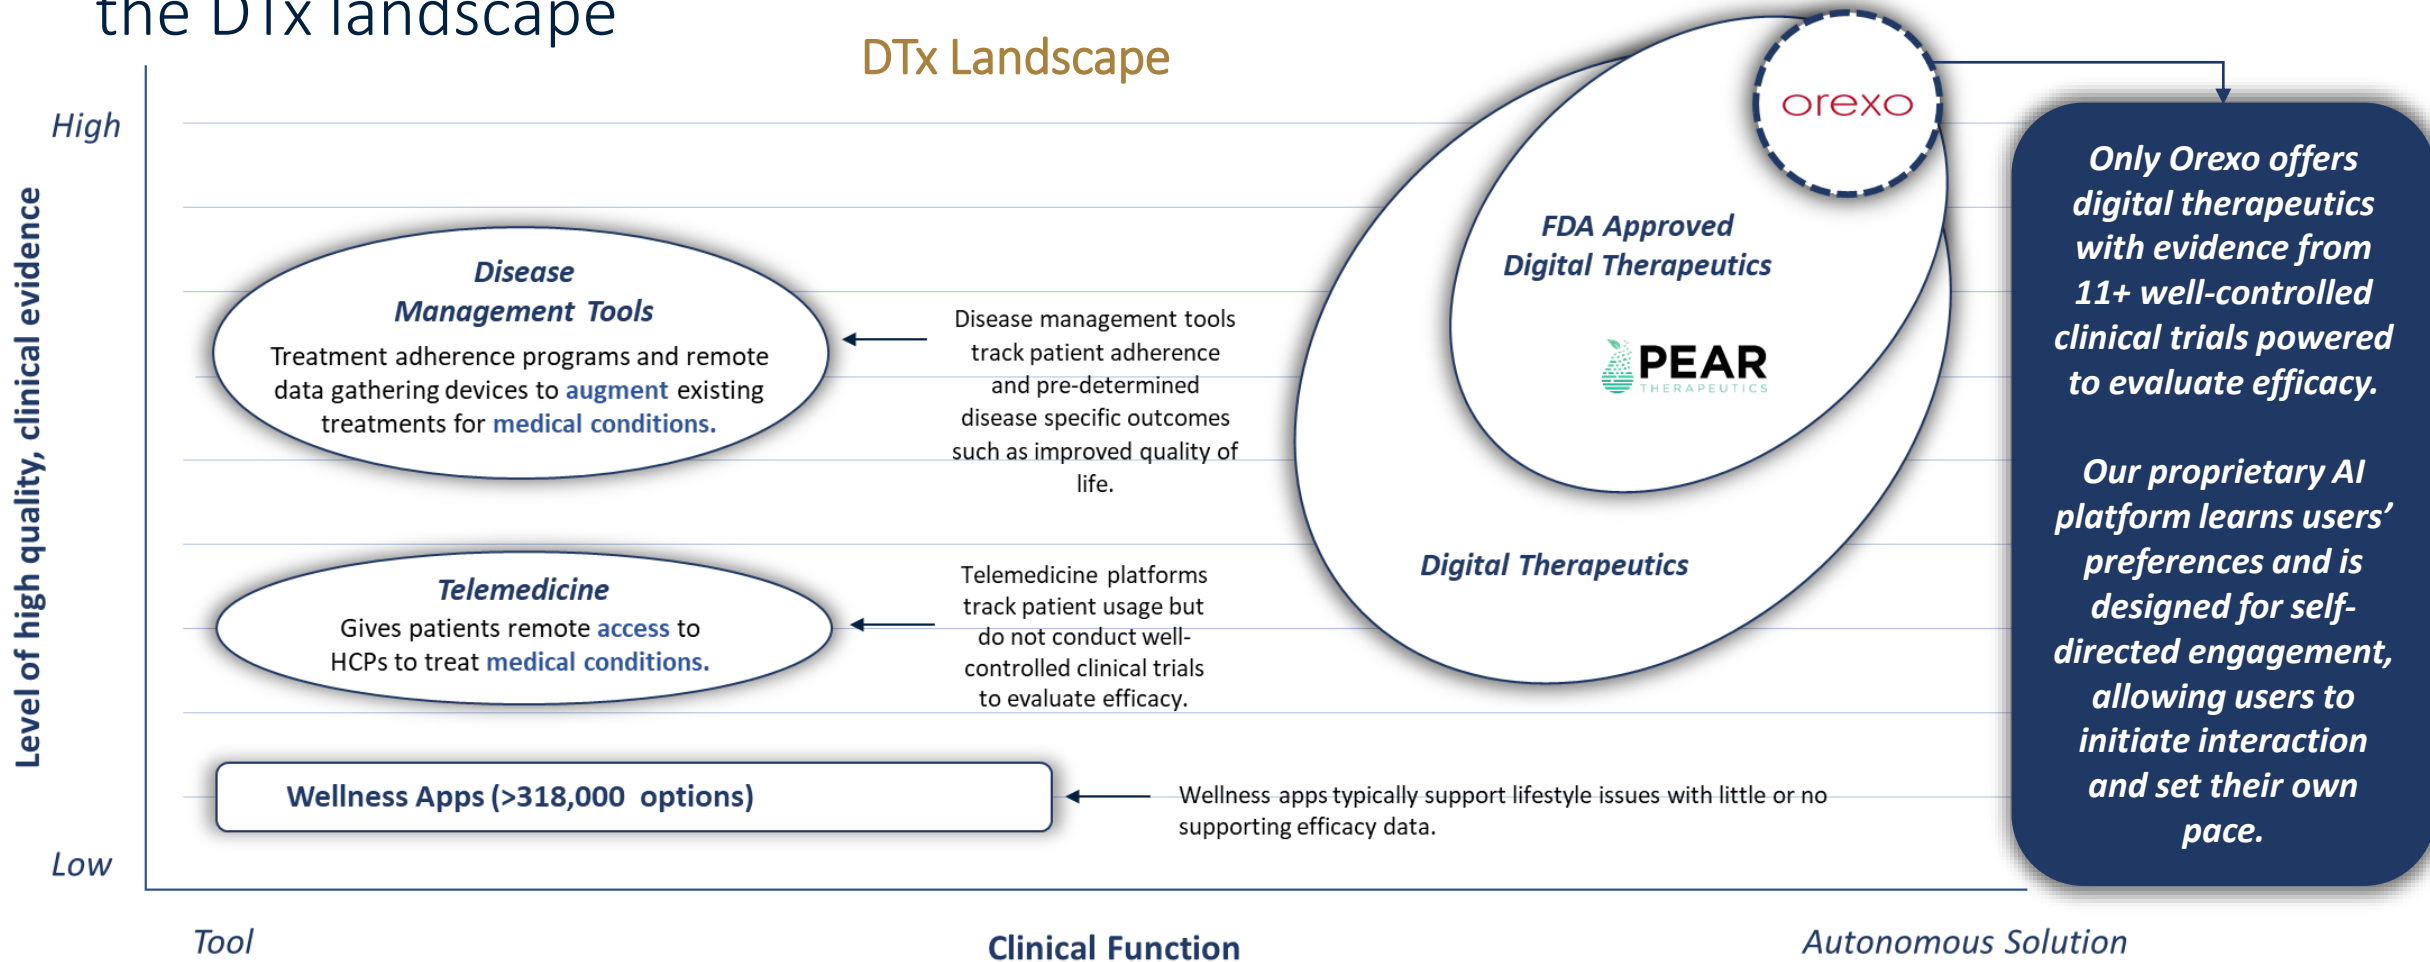 the DTx landscape
DTx Landscape
High
Level of high quality, clinical evidence
Low
Disease
Management Tools
Treatment adherence programs and remote
data gathering devices to augment existing
treatments for medical conditions.
Disease management tools
track patient adherence
and pre-determined
disease specific outcomes
such as improved quality of
life.
Telemedicine
Gives patients remote access to
HCPs to treat medical conditions.
Telemedicine platforms
track patient usage but
do not conduct well-
controlled clinical trials
to evaluate efficacy.
Wellness Apps (>318,000 options)
Wellness apps typically support lifestyle issues with little or no
supporting efficacy data.
orexo
FDA Approved
Digital Therapeutics
PEAR
THERAPEUTICS
Digital Therapeutics
Only Orexo offers
digital therapeutics
with evidence from
11+ well-controlled
clinical trials powered
to evaluate efficacy.
Our proprietary AI
platform learns users’
preferences and is
designed for self-
directed engagement,
allowing users to
initiate interaction
and set their own
pace.
Tool
Clinical Function
Autonomous Solution